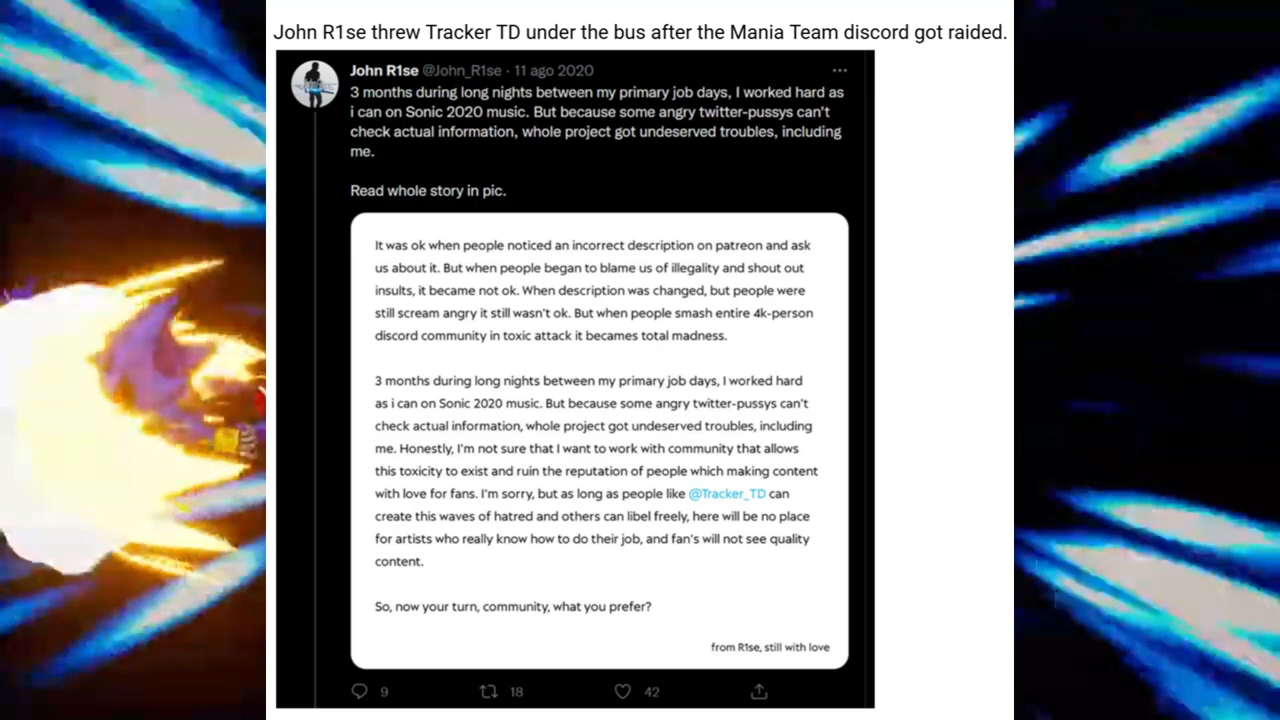 John R1se threw Tracker TD under the bus after the Mania Team discord got raided.
John R1se @John_R1se · 11 ago 2020
3 months during long nights between my primary job days, I worked hard as
i can on Sonic 2020 music. But because some angry twitter-pussys can't
check actual information, whole project got undeserved troubles, including
me.
Read whole story in pic.
It was ok when people noticed an incorrect description on patreon and ask
us about it. But when people began to blame us of illegality and shout out
insults, it became not ok. When description was changed, but people were
still scream angry it still wasn't ok. But when people smash entire 4k-person
discord community in toxic attack it becames total madness.
3 months during long nights between my primary job days, I worked hard
as i can on Sonic 2020 music. But because some angry twitter-pussys can't
check actual information, whole project got undeserved troubles, including
me. Honestly, I'm not sure that I want to work with community that allows
this toxicity to exist and ruin the reputation of people which making content
with love for fans. I'm sorry, but as long as people like @Tracker_TD can
create this waves of hatred and others can libel freely, here will be no place
for artists who really know how to do their job, and fan's will not see quality
content.
So, now your turn, community, what you prefer?
from R1se, still with love
9 18 42